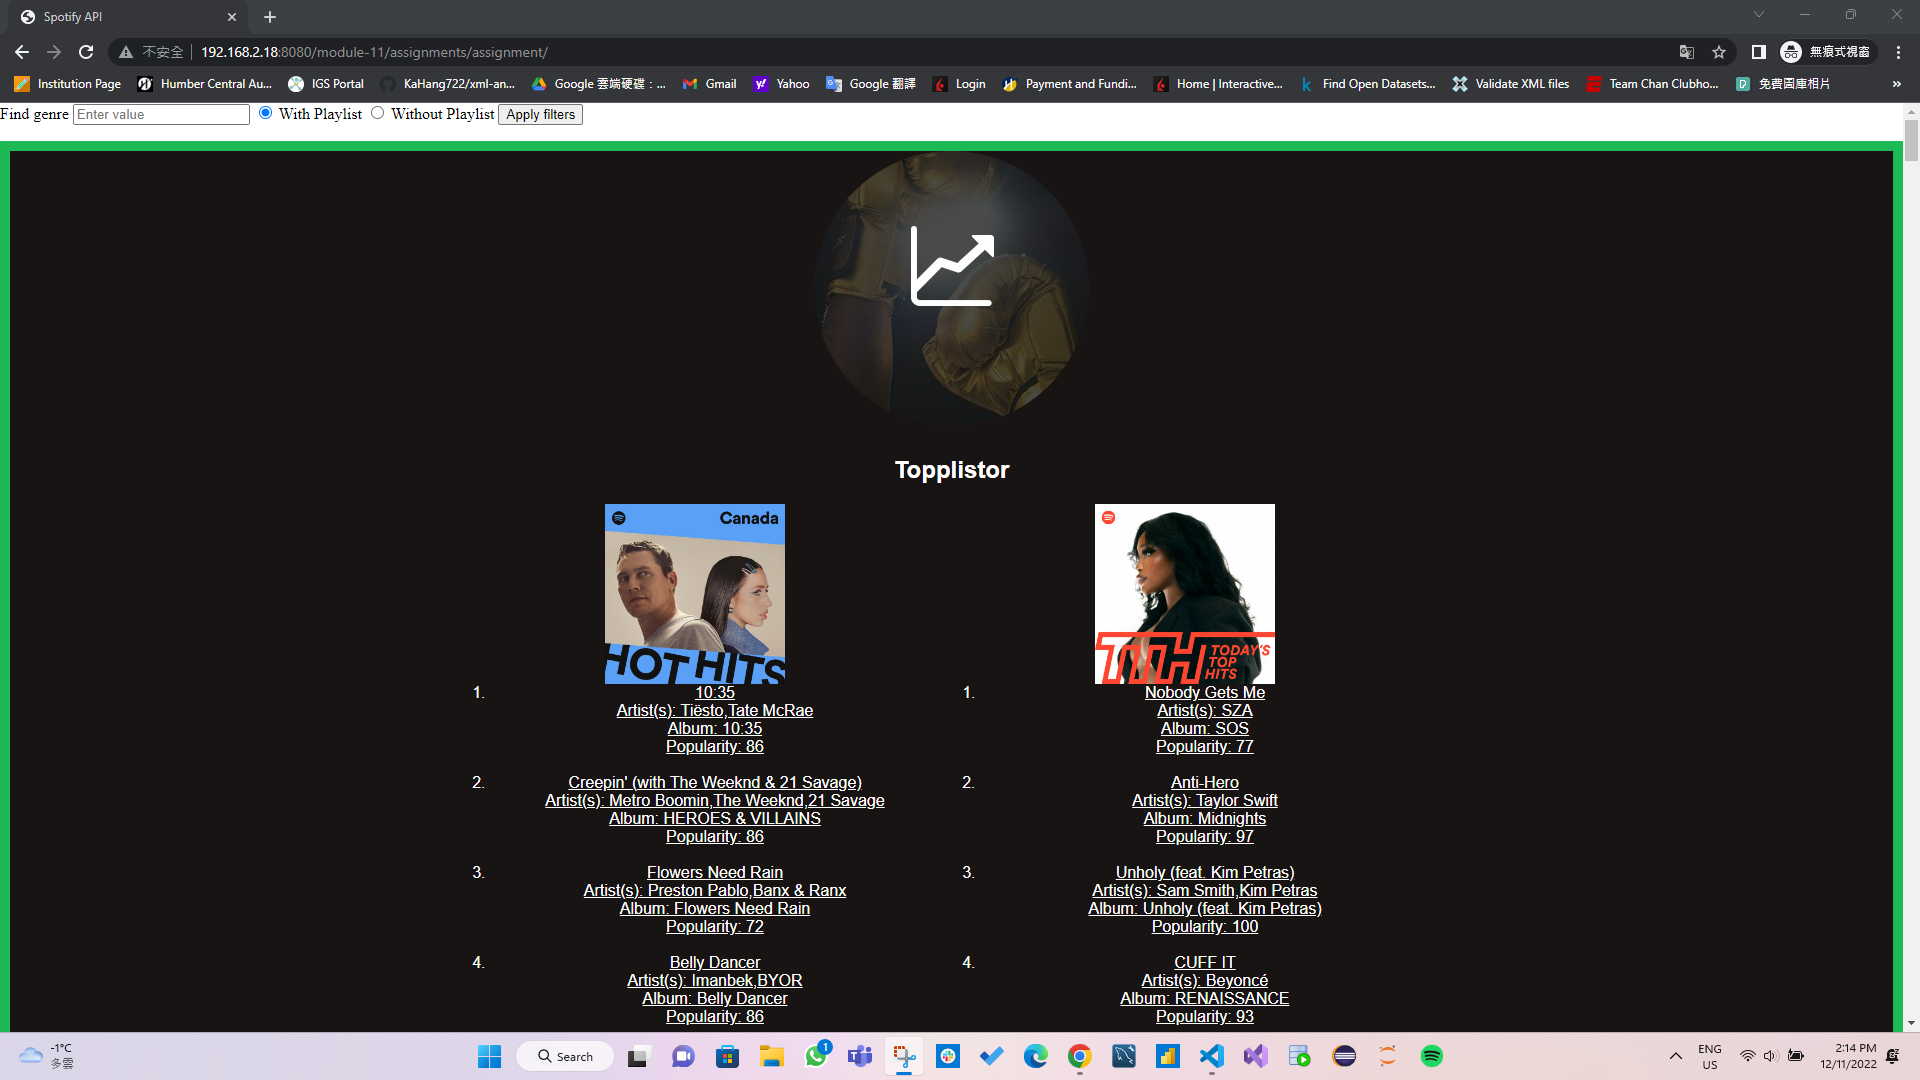 Spotify API
不安全 192.168.2.18:8080/module-11/assignments/assignment/ 無痕式視窗
Institution Page Humber Central Au... IGS Portal KaHang722/xml-an... Google 雲端硬碟：... Gmail Yahoo Google 翻譯 Login Payment and Fundi... Home | Interactive... Find Open Datasets... Validate XML files Team Chan Clubho... 免費圖庫相片 »
Find genre Enter value With Playlist Without Playlist Apply filters
Topplistor
Canada
HOT HITS
1. 10:35
Artist(s): Tiësto,Tate McRae
Album: 10:35
Popularity: 86
2. Creepin' (with The Weeknd & 21 Savage)
Artist(s): Metro Boomin,The Weeknd,21 Savage
Album: HEROES & VILLAINS
Popularity: 86
3. Flowers Need Rain
Artist(s): Preston Pablo,Banx & Ranx
Album: Flowers Need Rain
Popularity: 72
4. Belly Dancer
Artist(s): Imanbek,BYOR
Album: Belly Dancer
Popularity: 86
TTH
TODAY'S
TOP
HITS
1. Nobody Gets Me
Artist(s): SZA
Album: SOS
Popularity: 77
2. Anti-Hero
Artist(s): Taylor Swift
Album: Midnights
Popularity: 97
3. Unholy (feat. Kim Petras)
Artist(s): Sam Smith,Kim Petras
Album: Unholy (feat. Kim Petras)
Popularity: 100
4. CUFF IT
Artist(s): Beyoncé
Album: RENAISSANCE
Popularity: 93
-1°C
多雲
Search
1
ENG
US
2:14 PM
12/11/2022